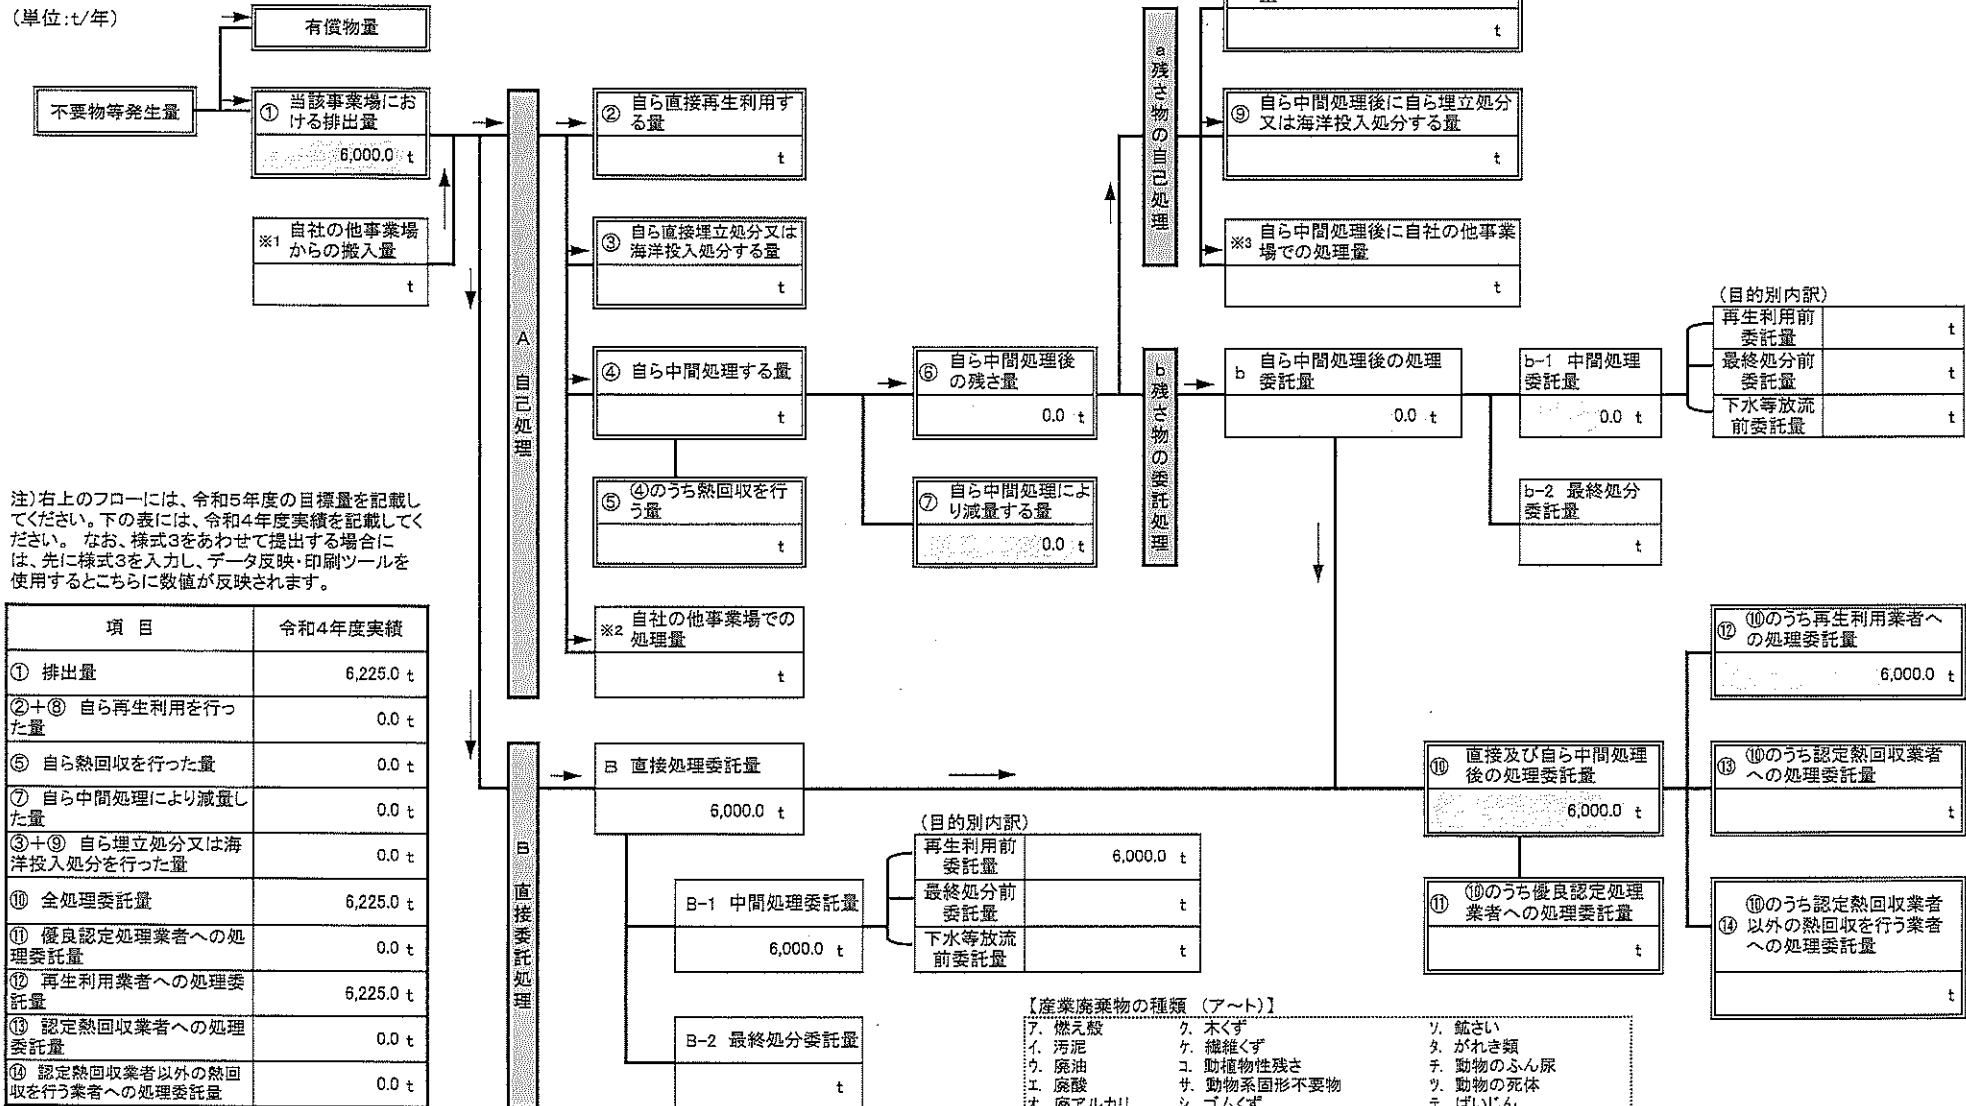 (単位:t/年)
有償物量
不要物等発生量
① 当該事業場にお
ける排出量
6,000.0 t
※1 自社の他事業場
からの搬入量
t
A 自己処理
② 自ら直接再生利用す
る量
t
③ 自ら直接埋立処分又は
海洋投入処分する量
t
④ 自ら中間処理する量
t
⑤ ④のうち熱回収を行
う量
t
※2 自社の他事業場での
処理量
t
⑥ 自ら中間処理後
の残さ量
0.0 t
⑦ 自ら中間処理によ
り減量する量
0.0 t
a 残さ物の自己処理
t
⑨ 自ら中間処理後に自ら埋立処分
又は海洋投入処分する量
t
※3 自ら中間処理後に自社の他事業
場での処理量
t
b 残さ物の委託処理
b 自ら中間処理後の処理
委託量
0.0 t
b-1 中間処理
委託量
0.0 t
b-2 最終処分
委託量
t
(目的別内訳)
再生利用前
委託量
t
最終処分前
委託量
t
下水等放流
前委託量
t
注)右上のフローには、令和5年度の目標量を記載し
てください。下の表には、令和4年度実績を記載してく
ださい。 なお、様式3をあわせて提出する場合に
は、先に様式3を入力し、データ反映・印刷ツールを
使用するとこちらに数値が反映されます。
項 目 令和4年度実績
① 排出量 6,225.0 t
②+⑧ 自ら再生利用を行っ
た量 0.0 t
⑤ 自ら熱回収を行った量 0.0 t
⑦ 自ら中間処理により減量し
た量 0.0 t
③+⑨ 自ら埋立処分又は海
洋投入処分を行った量 0.0 t
⑩ 全処理委託量 6,225.0 t
⑪ 優良認定処理業者への処
理委託量 0.0 t
⑫ 再生利用業者への処理委
託量 6,225.0 t
⑬ 認定熱回収業者への処理
委託量 0.0 t
⑭ 認定熱回収業者以外の熱回
収を行う業者への処理委託量 0.0 t
B 直接委託処理
B 直接処理委託量
6,000.0 t
B-1 中間処理委託量
6,000.0 t
B-2 最終処分委託量
t
(目的別内訳)
再生利用前
委託量
6,000.0 t
最終処分前
委託量
t
下水等放流
前委託量
t
⑩ 直接及び自ら中間処理
後の処理委託量
6,000.0 t
⑪ ⑩のうち優良認定処理
業者への処理委託量
t
⑫ ⑩のうち再生利用業者へ
の処理委託量
6,000.0 t
⑬ ⑩のうち認定熱回収業者
への処理委託量
t
⑭ ⑩のうち認定熱回収業者
以外の熱回収を行う業者
への処理委託量
t
【産業廃棄物の種類 (ア~ト)】
ア. 燃え殻 ク. 木くず ソ. 鉱さい
イ. 汚泥 ケ. 繊維くず タ. がれき類
ウ. 廃油 コ. 動植物性残さ チ. 動物のふん尿
エ. 廃酸 サ. 動物系固形不要物 ツ. 動物の死体
オ. 廃アルカリ シ. ゴムくず テ. ばいじん